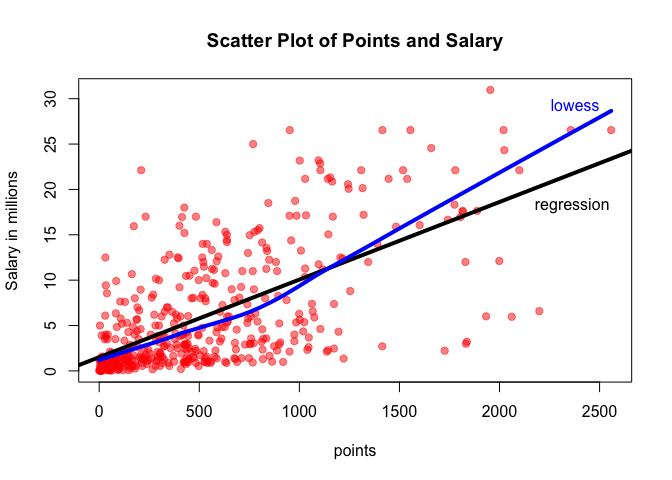 Scatter Plot of Points and Salary
Salary in millions
30
25
20
15
10
5
0
lowess
regression
0 500 1000 1500 2000 2500
points